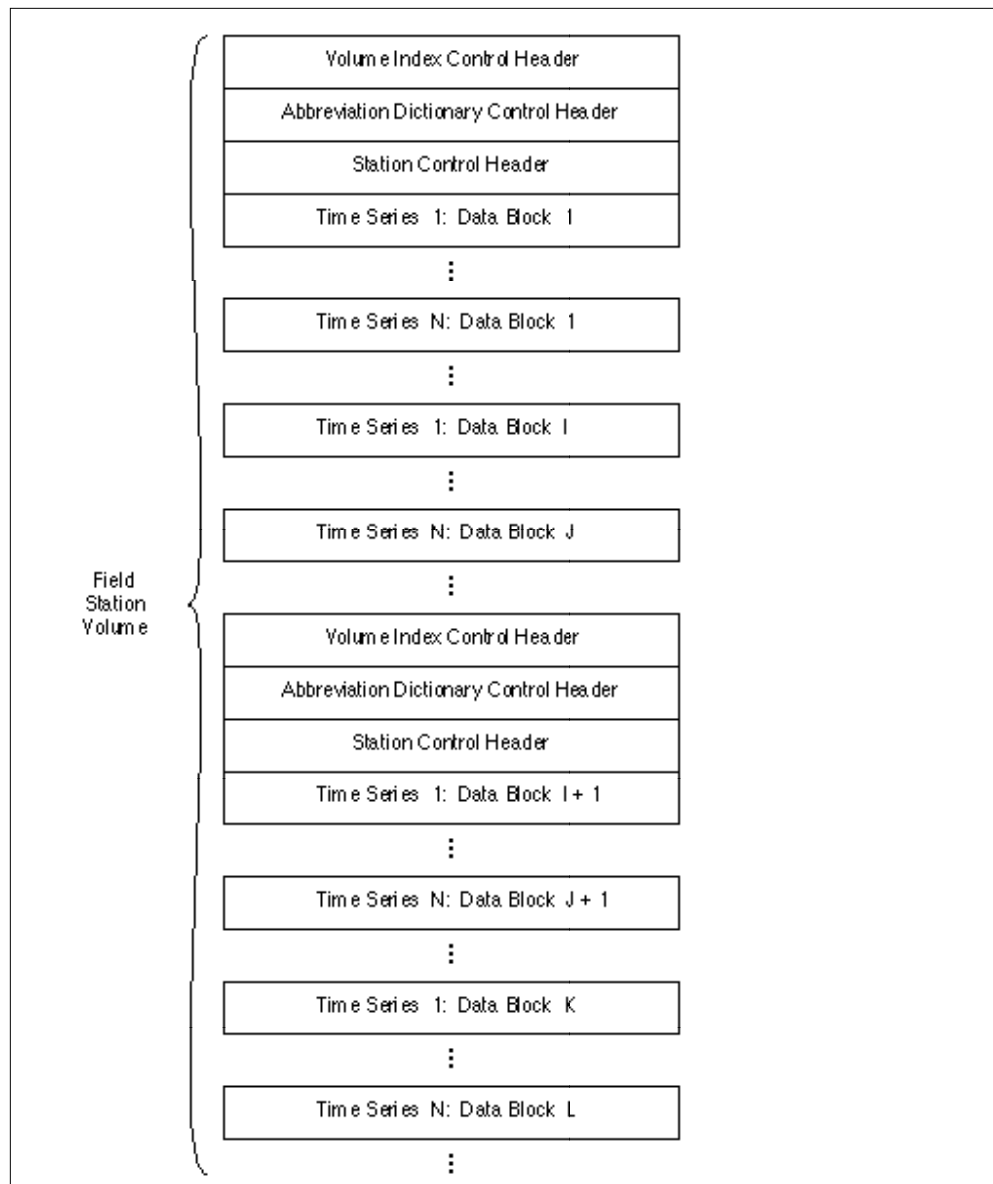 Volume Index Control Header
Abbreviation Dictionary Control Header
Station Control Header
Time Series 1: Data Block 1
Time Series N: Data Block 1
Time Series 1: Data Block I
Time Series N: Data Block J
Field
Station
Volume
Volume Index Control Header
Abbreviation Dictionary Control Header
Station Control Header
Time Series 1: Data Block I + 1
Time Series N: Data Block J + 1
Time Series 1: Data Block K
Time Series N: Data Block L